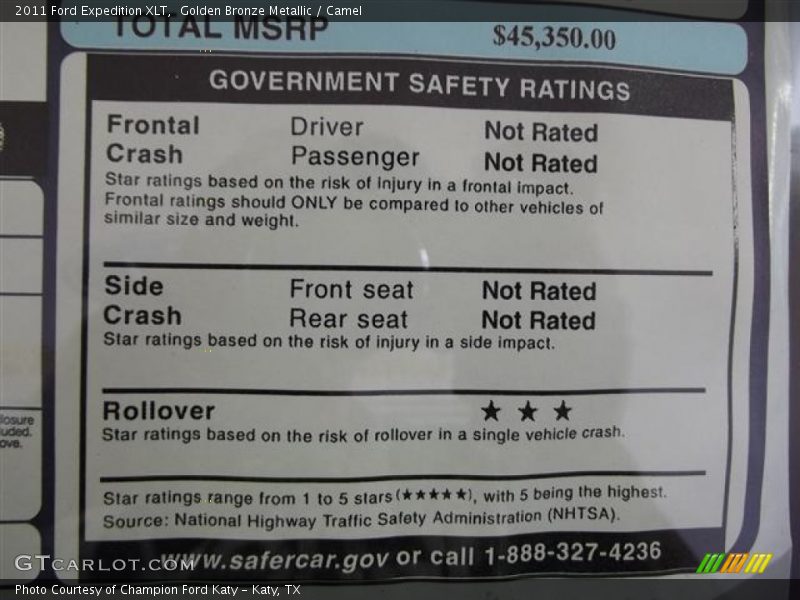 2011 Ford Expedition XLT, Golden Bronze Metallic / Camel
TOTAL MSRP $45,350.00
GOVERNMENT SAFETY RATINGS
Frontal Driver Not Rated
Crash Passenger Not Rated
Star ratings based on the risk of injury in a frontal impact.
Frontal ratings should ONLY be compared to other vehicles of
similar size and weight.
Side Front seat Not Rated
Crash Rear seat Not Rated
Star ratings based on the risk of injury in a side impact.
Rollover ★ ★ ★
Star ratings based on the risk of rollover in a single vehicle crash.
Star ratings range from 1 to 5 stars (★★★★★), with 5 being the highest.
Source: National Highway Traffic Safety Administration (NHTSA).
www.safercar.gov or call 1-888-327-4236
GTCARLOT.COM
Photo Courtesy of Champion Ford Katy – Katy, TX